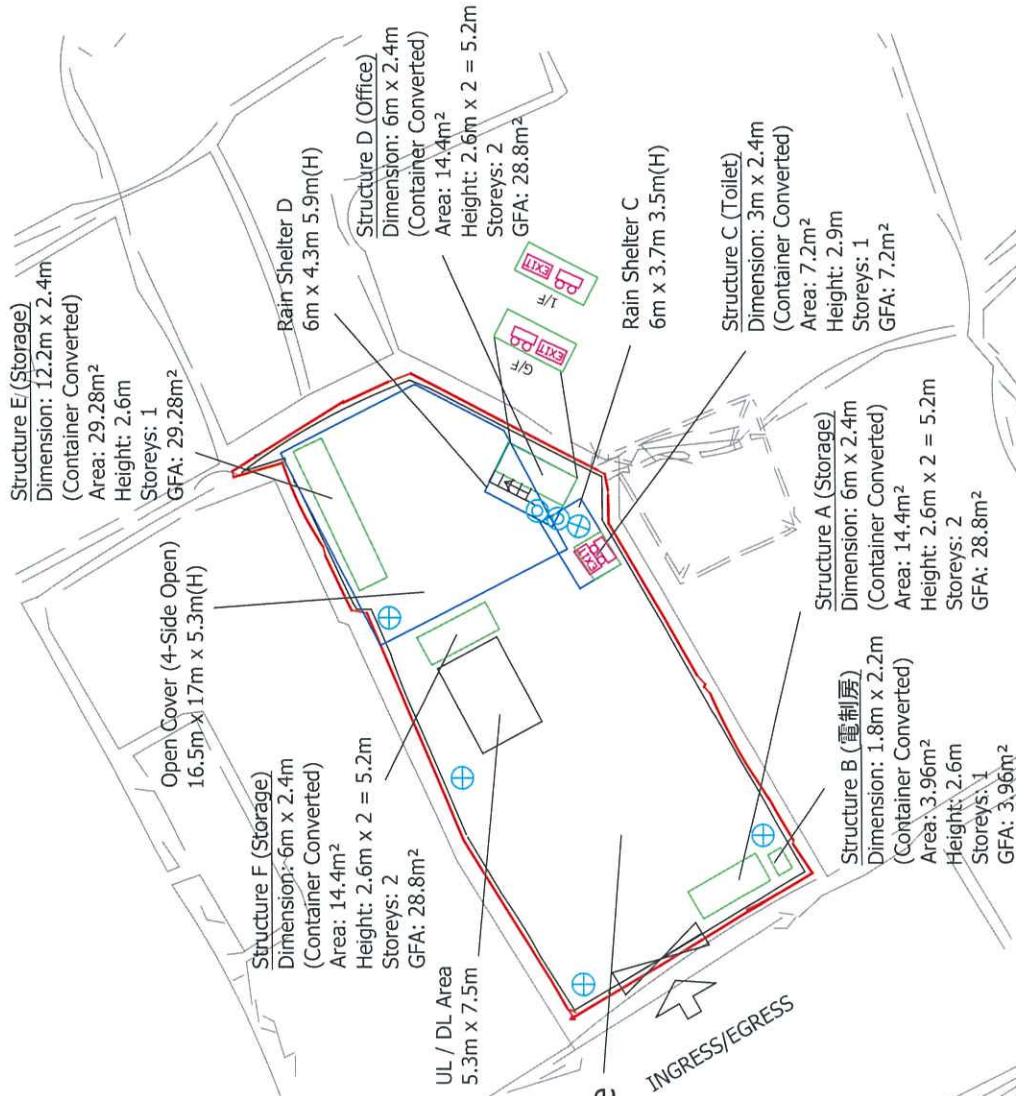 Structure E (Storage)
Dimension: 12.2m x 2.4m
(Container Converted)
Area: 29.28m²
Height: 2.6m
Storeys: 1
GFA: 29.28m²
Open Cover (4-Side Open)
16.5m x 17m x 5.3m(H)
Structure F (Storage)
Dimension: 6m x 2.4m
(Container Converted)
Area: 14.4m²
Height: 2.6m x 2 = 5.2m
Storeys: 2
GFA: 28.8m²
UL / DL Area
5.3m x 7.5m
INGRESS/EGRESS
Rain Shelter D
6m x 4.3m 5.9m(H)
Structure D (Office)
Dimension: 6m x 2.4m
(Container Converted)
Area: 14.4m²
Height: 2.6m x 2 = 5.2m
Storeys: 2
GFA: 28.8m²
G/F
EXIT
1/F
EXIT
EXIT
Rain Shelter C
6m x 3.7m 3.5m(H)
Structure C (Toilet)
Dimension: 3m x 2.4m
(Container Converted)
Area: 7.2m²
Height: 2.9m
Storeys: 1
GFA: 7.2m²
Structure A (Storage)
Dimension: 6m x 2.4m
(Container Converted)
Area: 14.4m²
Height: 2.6m x 2 = 5.2m
Storeys: 2
GFA: 28.8m²
Structure B (電制房)
Dimension: 1.8m x 2.2m
(Container Converted)
Area: 3.96m²
Height: 2.6m
Storeys: 1
GFA: 3.96m²